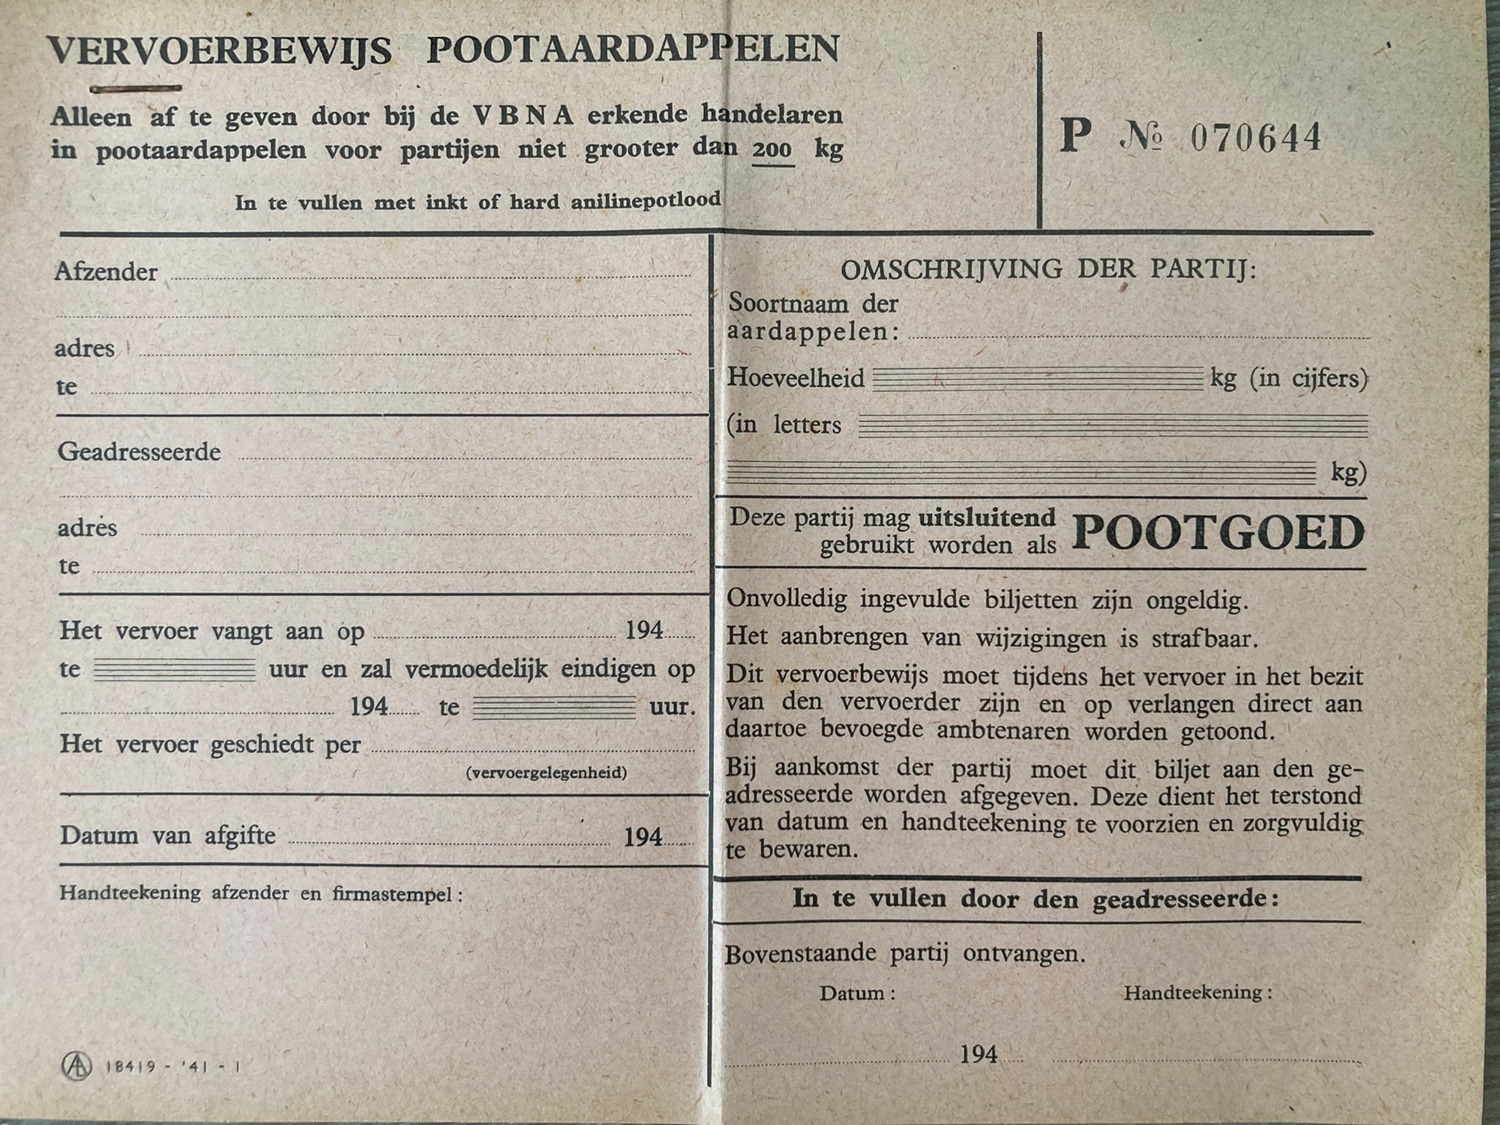 VERVOERBEWIJS POOTAARDAPPELEN
Alleen af te geven door bij de VBNA erkende handelaren
in pootaardappelen voor partijen niet grooter dan 200 kg
In te vullen met inkt of hard anilinepotlood
P № 070644
Afzender
adres
te
Geadresseerde
adres
te
Het vervoer vangt aan op 194
te uur en zal vermoedelijk eindigen op
194 te uur.
Het vervoer geschiedt per
(vervoergelegenheid)
Datum van afgifte 194
Handteekening afzender en firmastempel:
AL 18419 - '41 - 1
OMSCHRIJVING DER PARTIJ:
Soortnaam der
aardappelen:
Hoeveelheid kg (in cijfers)
(in letters
kg)
Deze partij mag uitsluitend
gebruikt worden als POOTGOED
Onvolledig ingevulde biljetten zijn ongeldig.
Het aanbrengen van wijzigingen is strafbaar.
Dit vervoerbewijs moet tijdens het vervoer in het bezit
van den vervoerder zijn en op verlangen direct aan
daartoe bevoegde ambtenaren worden getoond.
Bij aankomst der partij moet dit biljet aan den ge-
adresseerde worden afgegeven. Deze dient het terstond
van datum en handteekening te voorzien en zorgvuldig
te bewaren.
In te vullen door den geadresseerde:
Bovenstaande partij ontvangen.
Datum: Handteekening:
194